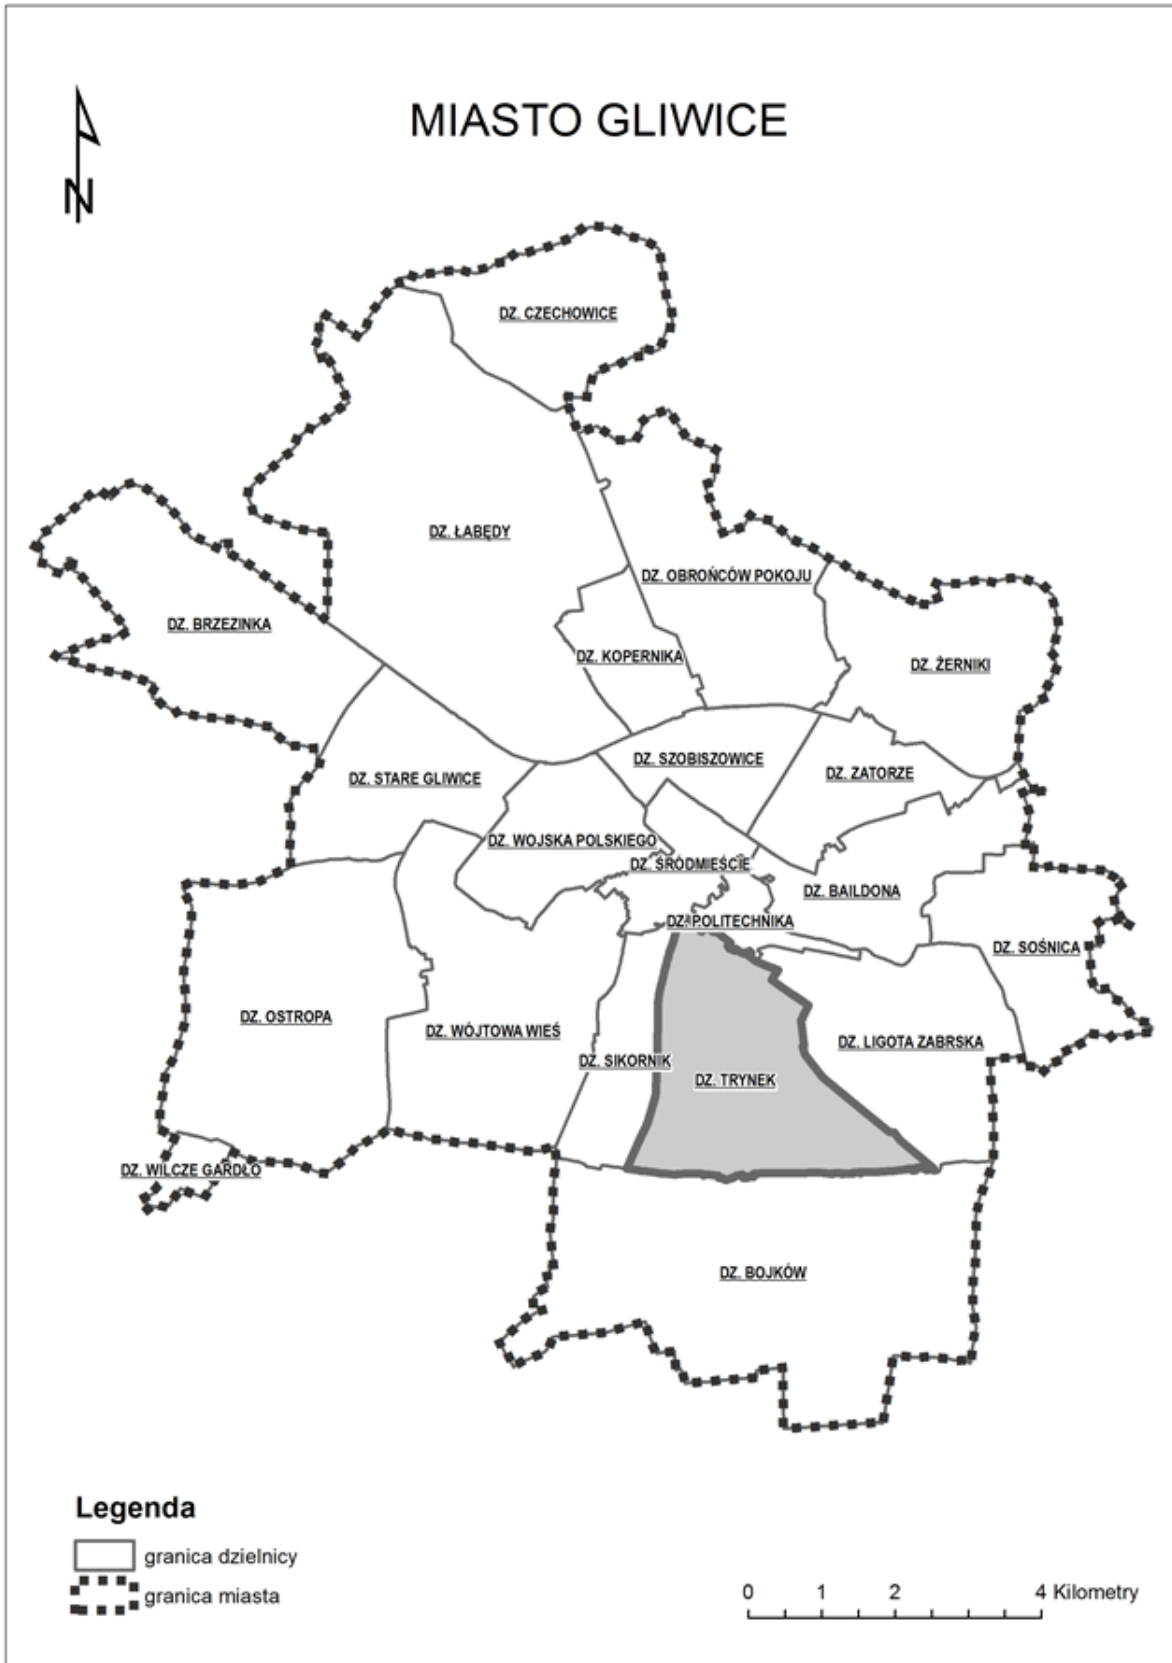 MIASTO GLIWICE
N
DZ. CZECHOWICE
DZ. ŁABĘDY
DZ. OBROŃCÓW POKOJU
DZ. BRZEZINKA
DZ. KOPERNIKA
DZ. ŻERNIKI
DZ. SZOBISZOWICE
DZ. STARE GLIWICE
DZ. ZATORZE
DZ. WOJSKA POLSKIEGO
DZ. ŚRÓDMIEŚCIE
DZ. BAILDONA
DZ. POLITECHNIKA
DZ. SOŚNICA
DZ. OSTROPA
DZ. WÓJTOWA WIEŚ
DZ. LIGOTA ZABRSKA
DZ. SIKORNIK
DZ. TRYNEK
DZ. WILCZE GARDŁO
DZ. BOJKÓW
Legenda
granica dzielnicy
granica miasta
0 1 2 4 Kilometry